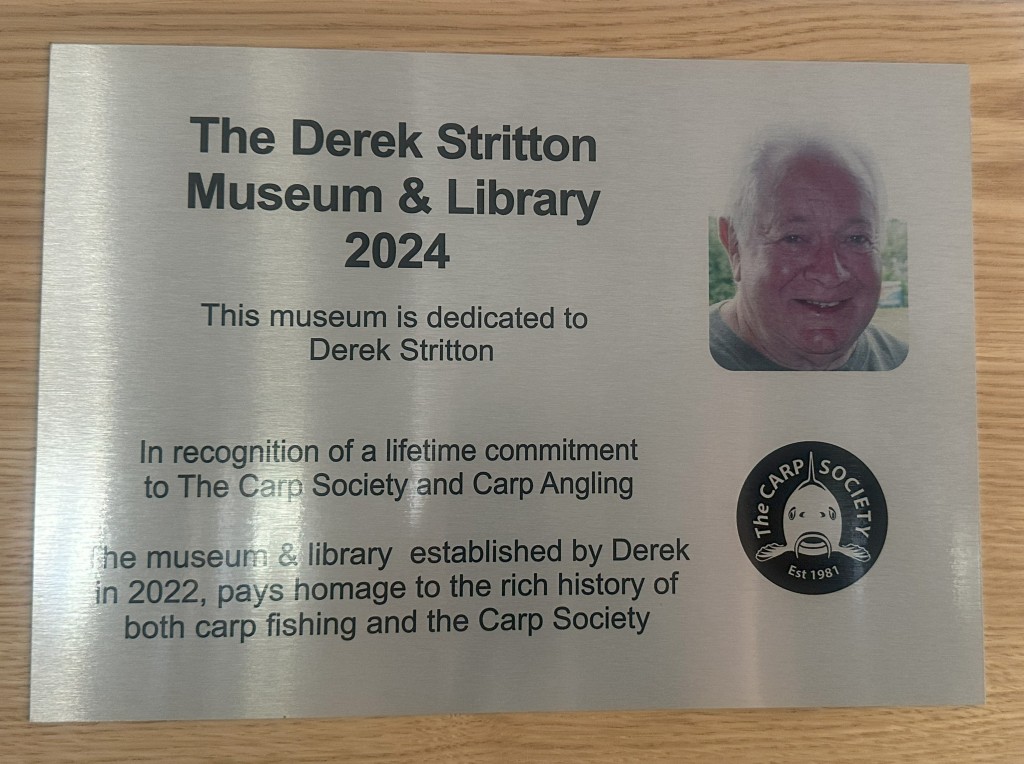 The Derek Stritton
Museum & Library
2024
This museum is dedicated to
Derek Stritton
In recognition of a lifetime commitment
to The Carp Society and Carp Angling
The museum & library established by Derek
in 2022, pays homage to the rich history of
both carp fishing and the Carp Society
The CARP SOCIETY
Est 1981